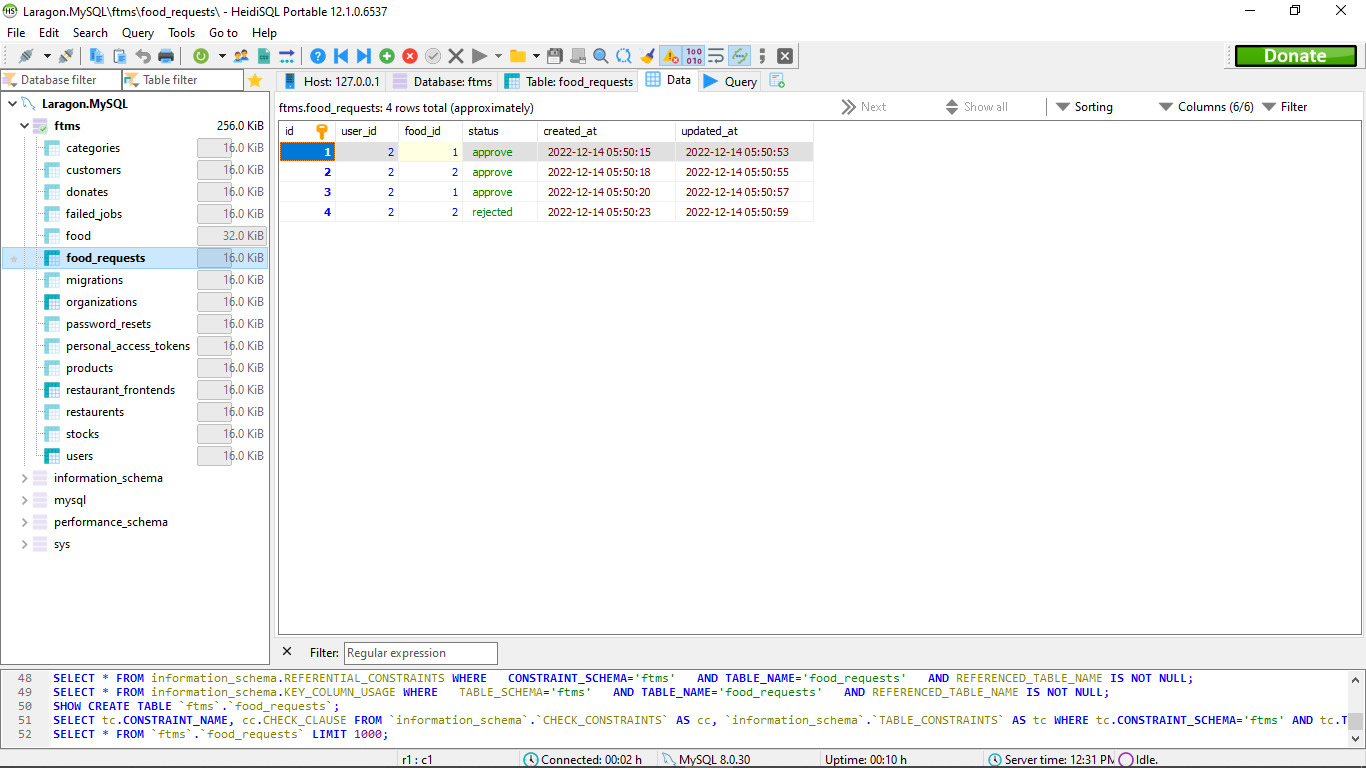 Laragon.MySQL\ftms\food_requests\ - HeidiSQL Portable 12.1.0.6537
File Edit Search Query Tools Go to Help
Donate
Database filter Table filter Host: 127.0.0.1 Database: ftms Table: food_requests Data Query
Laragon.MySQL
ftms 256.0 KiB
categories 16.0 KiB
customers 16.0 KiB
donates 16.0 KiB
failed_jobs 16.0 KiB
food 32.0 KiB
food_requests 16.0 KiB
migrations 16.0 KiB
organizations 16.0 KiB
password_resets 16.0 KiB
personal_access_tokens 16.0 KiB
products 16.0 KiB
restaurant_frontends 16.0 KiB
restaurents 16.0 KiB
stocks 16.0 KiB
users 16.0 KiB
information_schema
mysql
performance_schema
sys
ftms.food_requests: 4 rows total (approximately) Next Show all Sorting Columns (6/6) Filter
id user_id food_id status created_at updated_at
1 2 1 approve 2022-12-14 05:50:15 2022-12-14 05:50:53
2 2 2 approve 2022-12-14 05:50:18 2022-12-14 05:50:55
3 2 1 approve 2022-12-14 05:50:20 2022-12-14 05:50:57
4 2 2 rejected 2022-12-14 05:50:23 2022-12-14 05:50:59
Filter: Regular expression
48 SELECT * FROM information_schema.REFERENTIAL_CONSTRAINTS WHERE CONSTRAINT_SCHEMA='ftms' AND TABLE_NAME='food_requests' AND REFERENCED_TABLE_NAME IS NOT NULL;
49 SELECT * FROM information_schema.KEY_COLUMN_USAGE WHERE TABLE_SCHEMA='ftms' AND TABLE_NAME='food_requests' AND REFERENCED_TABLE_NAME IS NOT NULL;
50 SHOW CREATE TABLE `ftms`.`food_requests`;
51 SELECT tc.CONSTRAINT_NAME, cc.CHECK_CLAUSE FROM `information_schema`.`CHECK_CONSTRAINTS` AS cc, `information_schema`.`TABLE_CONSTRAINTS` AS tc WHERE tc.CONSTRAINT_SCHEMA='ftms' AND tc.T
52 SELECT * FROM `ftms`.`food_requests` LIMIT 1000;
r1 : c1 Connected: 00:02 h MySQL 8.0.30 Uptime: 00:10 h Server time: 12:31 PM Idle.